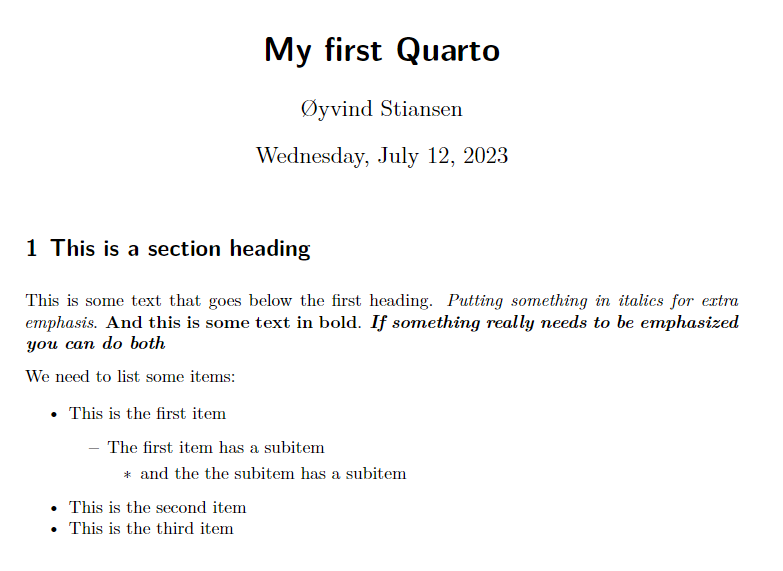 My first Quarto
Øyvind Stiansen
Wednesday, July 12, 2023
1 This is a section heading
This is some text that goes below the first heading. Putting something in italics for extra
emphasis. And this is some text in bold. If something really needs to be emphasized
you can do both
We need to list some items:
• This is the first item
– The first item has a subitem
* and the the subitem has a subitem
• This is the second item
• This is the third item